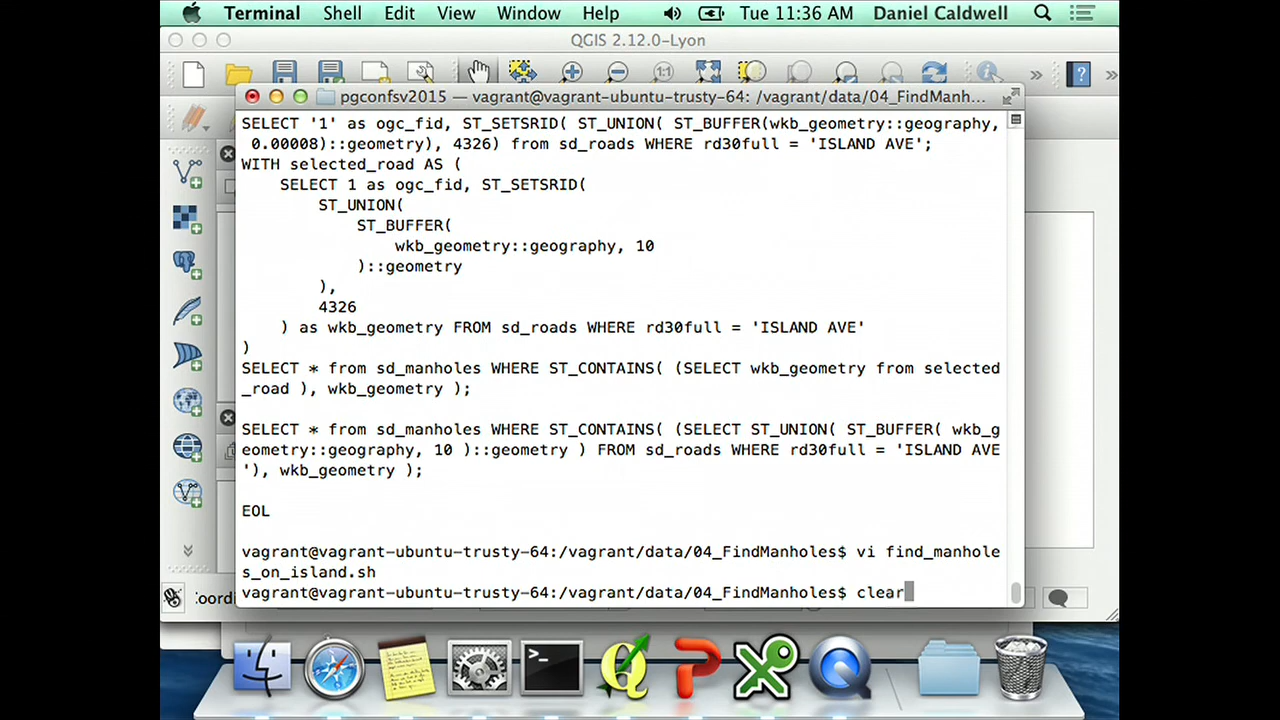 Terminal Shell Edit View Window Help Tue 11:36 AM Daniel Caldwell
QGIS 2.12.0-Lyon
1:1
pgconfsv2015 — vagrant@vagrant-ubuntu-trusty-64: /vagrant/data/04_FindManh...
SELECT '1' as ogc_fid, ST_SETSRID( ST_UNION( ST_BUFFER(wkb_geometry::geography,
0.00008)::geometry), 4326) from sd_roads WHERE rd30full = 'ISLAND AVE';
WITH selected_road AS (
SELECT 1 as ogc_fid, ST_SETSRID(
ST_UNION(
ST_BUFFER(
wkb_geometry::geography, 10
)::geometry
),
4326
) as wkb_geometry FROM sd_roads WHERE rd30full = 'ISLAND AVE'
)
SELECT * from sd_manholes WHERE ST_CONTAINS( (SELECT wkb_geometry from selected
_road ), wkb_geometry );
SELECT * from sd_manholes WHERE ST_CONTAINS( (SELECT ST_UNION( ST_BUFFER( wkb_g
eometry::geography, 10 )::geometry ) FROM sd_roads WHERE rd30full = 'ISLAND AVE
'), wkb_geometry );
EOL
vagrant@vagrant-ubuntu-trusty-64:/vagrant/data/04_FindManholes$ vi find_manhole
s_on_island.sh
vagrant@vagrant-ubuntu-trusty-64:/vagrant/data/04_FindManholes$ clear